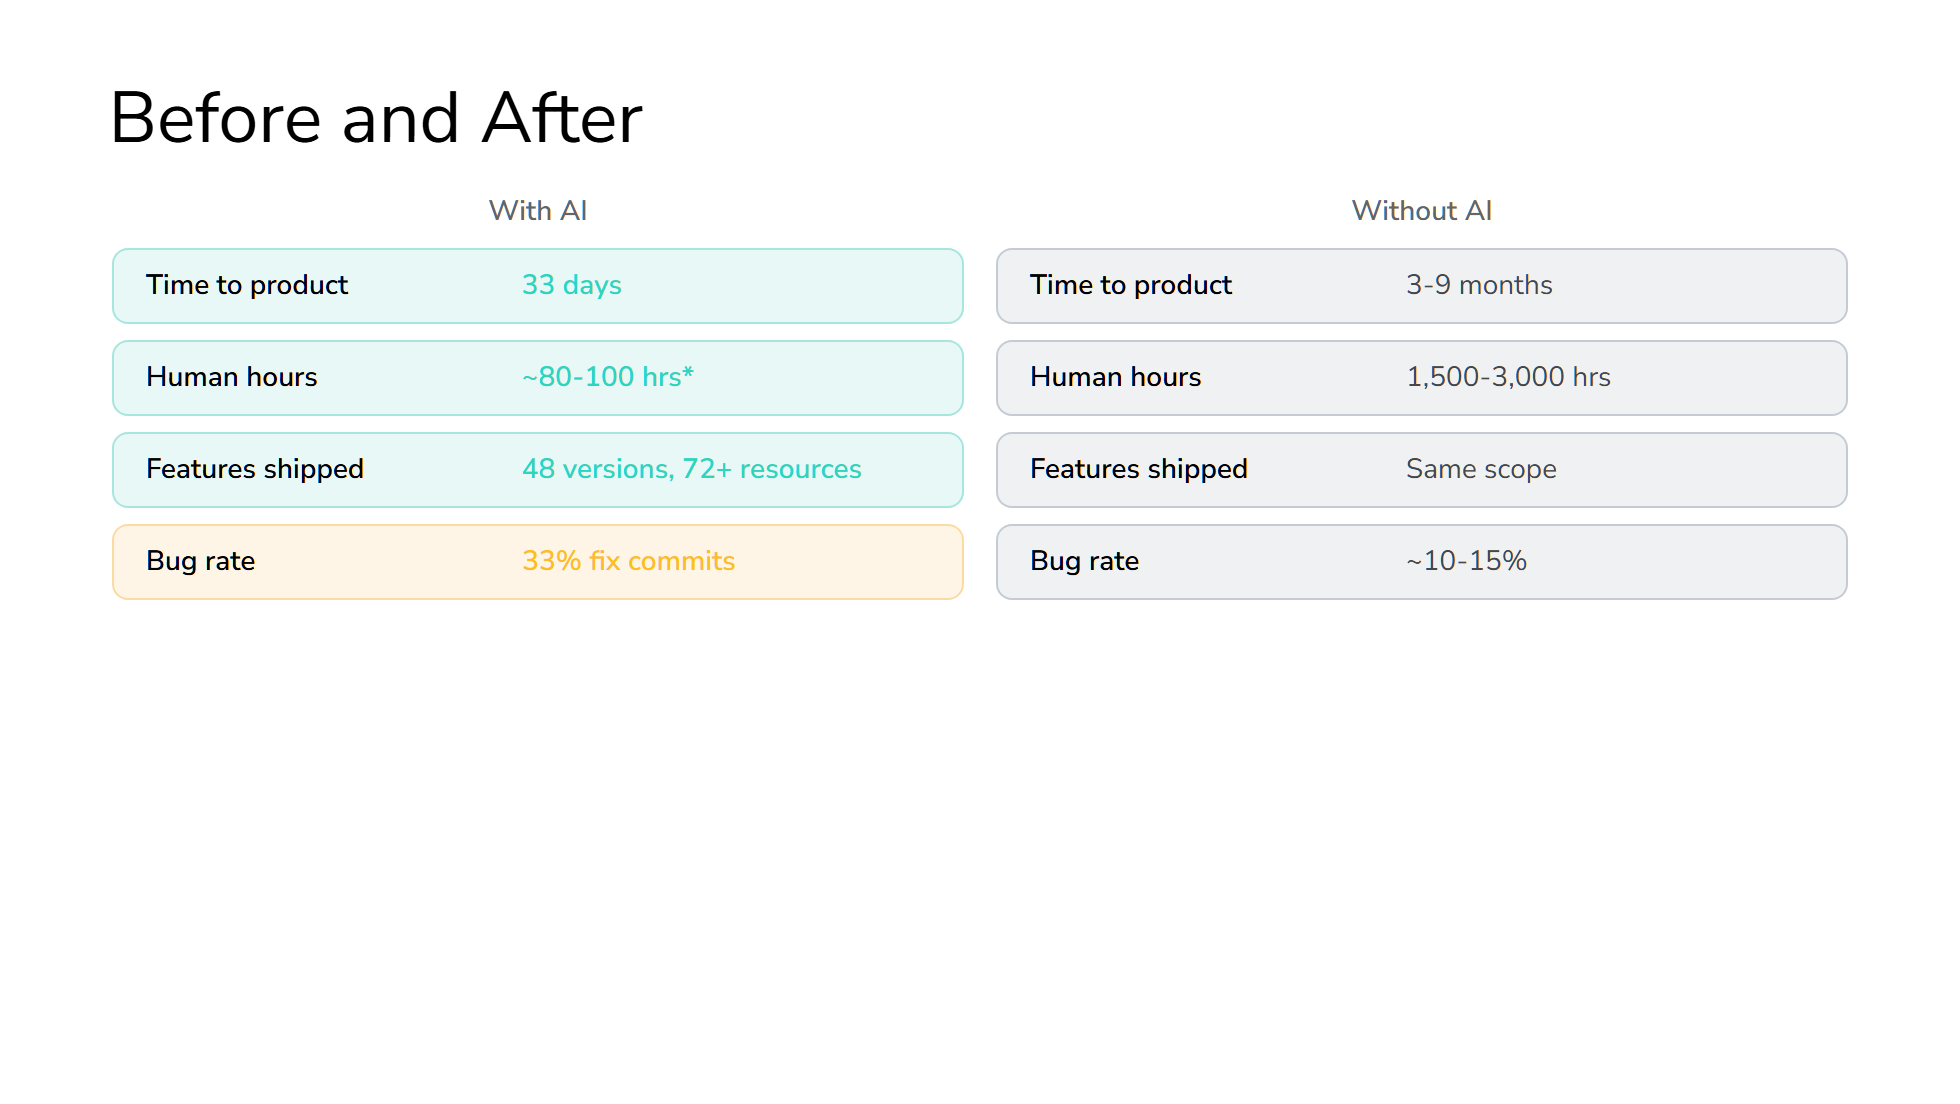 Before and After
With AI
Without AI
Time to product 33 days
Time to product 3-9 months
Human hours ~80-100 hrs*
Human hours 1,500-3,000 hrs
Features shipped 48 versions, 72+ resources
Features shipped Same scope
Bug rate 33% fix commits
Bug rate ~10-15%